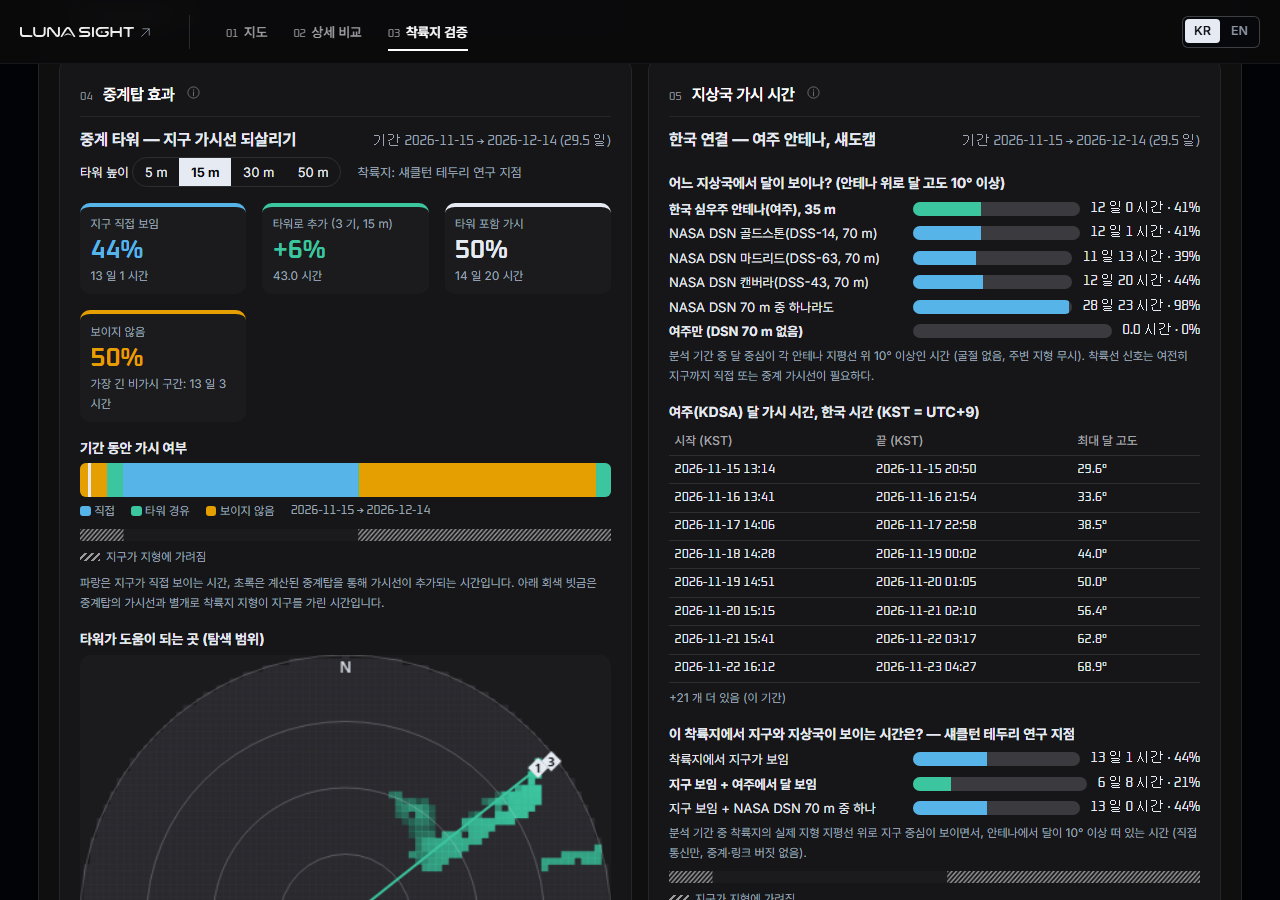 LUNA SIGHT
01 지도
02 상세 비교
03 착륙지 검증
KR EN
04 중계탑 효과
중계 타워 — 지구 가시선 되살리기
기간 2026-11-15 → 2026-12-14 (29.5 일)
타워 높이 5 m 15 m 30 m 50 m 착륙지: 섀클턴 테두리 연구 지점
지구 직접 보임
44%
13 일 1 시간
타워로 추가 (3 기, 15 m)
+6%
43.0 시간
타워 포함 가시
50%
14 일 20 시간
보이지 않음
50%
가장 긴 비가시 구간: 13 일 3
시간
기간 동안 가시 여부
직접 타워 경유 보이지 않음 2026-11-15 → 2026-12-14
지구가 지형에 가려짐
파랑은 지구가 직접 보이는 시간, 초록은 계산된 중계탑을 통해 가시선이 추가되는 시간입니다. 아래 회색 빗금은
중계탑의 가시선과 별개로 착륙지 지형이 지구를 가린 시간입니다.
타워가 도움이 되는 곳 (탐색 범위)
N
1 3
05 지상국 가시 시간
한국 연결 — 여주 안테나, 섀도캠
기간 2026-11-15 → 2026-12-14 (29.5 일)
어느 지상국에서 달이 보이나? (안테나 위로 달 고도 10° 이상)
한국 심우주 안테나(여주), 35 m 12 일 0 시간 · 41%
NASA DSN 골드스톤(DSS-14, 70 m) 12 일 1 시간 · 41%
NASA DSN 마드리드(DSS-63, 70 m) 11 일 13 시간 · 39%
NASA DSN 캔버라(DSS-43, 70 m) 12 일 20 시간 · 44%
NASA DSN 70 m 중 하나라도 28 일 23 시간 · 98%
여주만 (DSN 70 m 없음) 0.0 시간 · 0%
분석 기간 중 달 중심이 각 안테나 지평선 위 10° 이상인 시간 (굴절 없음, 주변 지형 무시). 착륙선 신호는 여전히
지구까지 직접 또는 중계 가시선이 필요하다.
여주(KDSA) 달 가시 시간, 한국 시간 (KST = UTC+9)
시작 (KST) 끝 (KST) 최대 달 고도
2026-11-15 13:14 2026-11-15 20:50 29.6°
2026-11-16 13:41 2026-11-16 21:54 33.6°
2026-11-17 14:06 2026-11-17 22:58 38.5°
2026-11-18 14:28 2026-11-19 00:02 44.0°
2026-11-19 14:51 2026-11-20 01:05 50.0°
2026-11-20 15:15 2026-11-21 02:10 56.4°
2026-11-21 15:41 2026-11-22 03:17 62.8°
2026-11-22 16:12 2026-11-23 04:27 68.9°
+21 개 더 있음 (이 기간)
이 착륙지에서 지구와 지상국이 보이는 시간은? — 섀클턴 테두리 연구 지점
착륙지에서 지구가 보임 13 일 1 시간 · 44%
지구 보임 + 여주에서 달 보임 6 일 8 시간 · 21%
지구 보임 + NASA DSN 70 m 중 하나 13 일 0 시간 · 44%
분석 기간 중 착륙지의 실제 지형 지평선 위로 지구 중심이 보이면서, 안테나에서 달이 10° 이상 떠 있는 시간 (직접
통신만, 중계·링크 버짓 없음).
지구가 지형에 가려짐